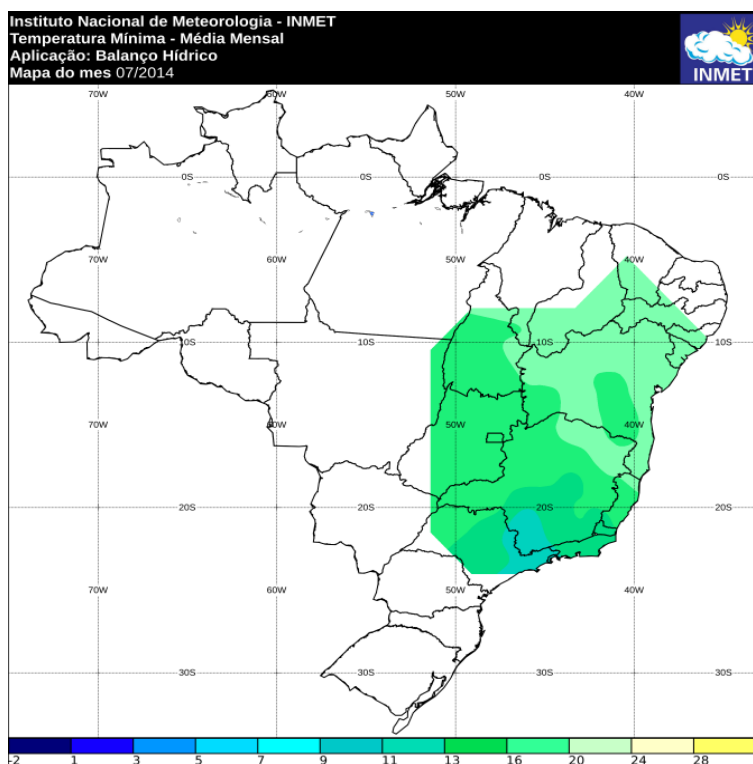 Instituto Nacional de Meteorologia - INMET
Temperatura Mínima - Média Mensal
Aplicação: Balanço Hídrico
Mapa do mes 07/2014
INMET
70W 60W 50W 40W
0S 0S 0S 0S
70W 60W 50W 40W
10S 10S 10S 10S
70W 60W 50W 40W
20S 20S 20S 20S
70W 60W 50W 40W
30S 30S 30S 30S
-2 1 3 5 7 9 11 13 16 20 24 28